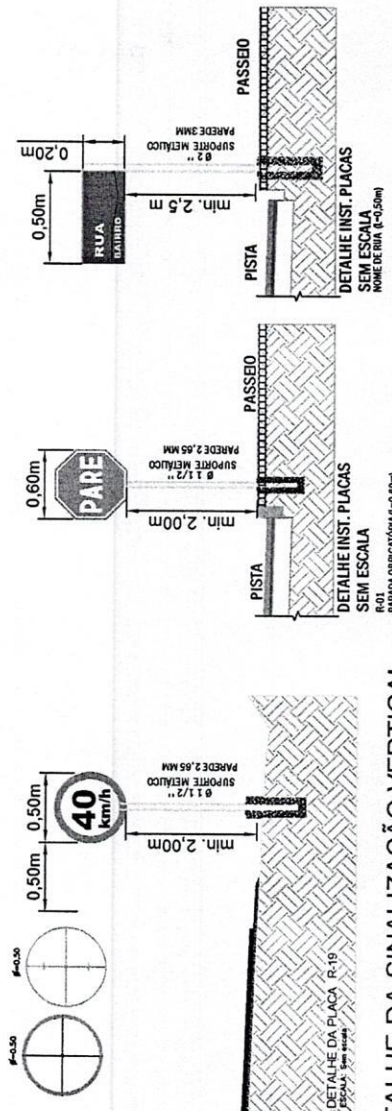 ø=0.50
ø=0.50
0,50m
0,50m
40
km/h
min. 2,00m
Ø 1 1/2"
SUPORTE METÁLICO
PAREDE 2,65 MM
DETALHE DA PLACA R-19
ESCALA: Sem escala
0,60m
PARE
min. 2,00m
Ø 1 1/2"
SUPORTE METÁLICO
PAREDE 2,65 MM
PISTA
PASSEIO
DETALHE INST. PLACAS
SEM ESCALA
R-01
0,50m
0,20m
RUA
BAIRRO
min. 2,5 m
Ø 2"
SUPORTE METÁLICO
PAREDE 3MM
PISTA
PASSEIO
DETALHE INST. PLACAS
SEM ESCALA
NOME DE RUA (L=0,50m)
DA SINALIZAÇÃO VERTICAL